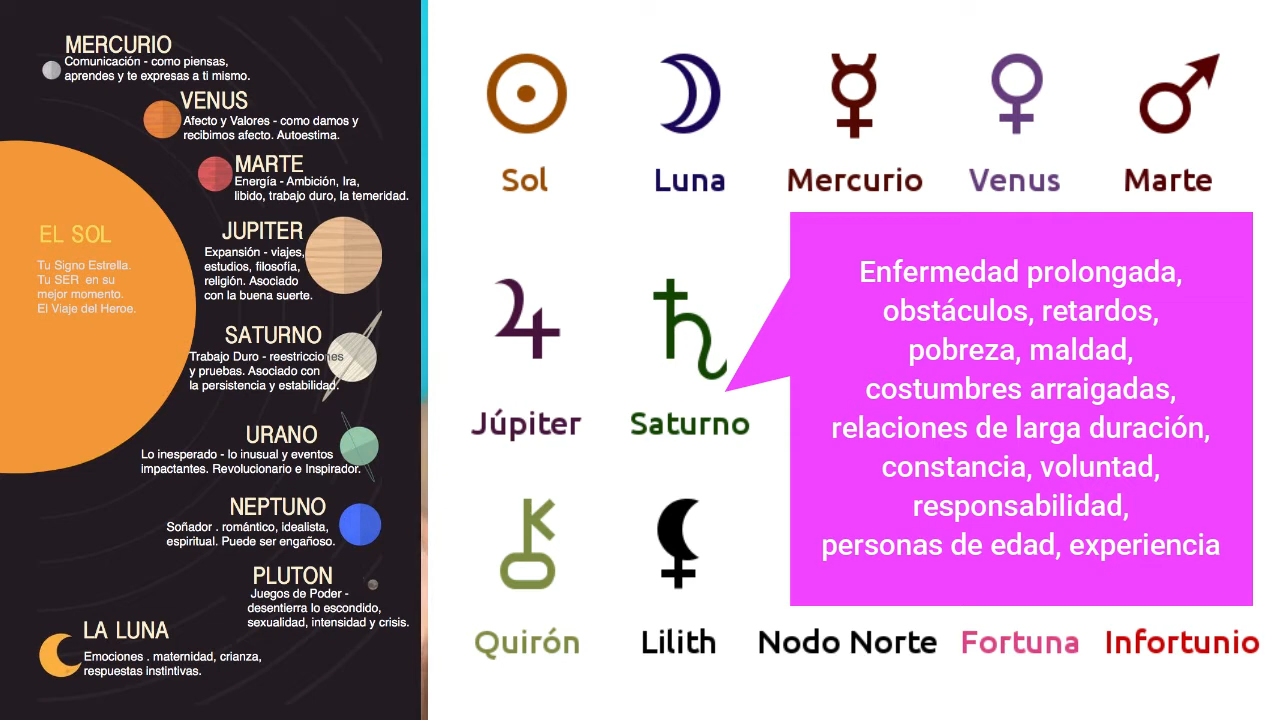 MERCURIO
Comunicación - como piensas,
aprendes y te expresas a ti mismo.
VENUS
Afecto y Valores - como damos y
recibimos afecto. Autoestima.
MARTE
Energía - Ambición, Ira,
libido, trabajo duro, la temeridad.
EL SOL
Tu Signo Estrella.
Tu SER en su
mejor momento.
El Viaje del Heroe.
JUPITER
Expansión - viajes,
estudios, filosofía,
religión. Asociado
con la buena suerte.
SATURNO
Trabajo Duro - reestricciones
y pruebas. Asociado con
la persistencia y estabilidad.
URANO
Lo inesperado - lo inusual y eventos
impactantes. Revolucionario e Inspirador.
NEPTUNO
Soñador . romántico, idealista,
espiritual. Puede ser engañoso.
PLUTON
Juegos de Poder -
desentierra lo escondido,
sexualidad, intensidad y crisis.
LA LUNA
Emociones . maternidad, crianza,
respuestas instintivas.
Sol Luna Mercurio Venus Marte
Júpiter Saturno
Enfermedad prolongada,
obstáculos, retardos,
pobreza, maldad,
costumbres arraigadas,
relaciones de larga duración,
constancia, voluntad,
responsabilidad,
personas de edad, experiencia
Quirón Lilith Nodo Norte Fortuna Infortunio